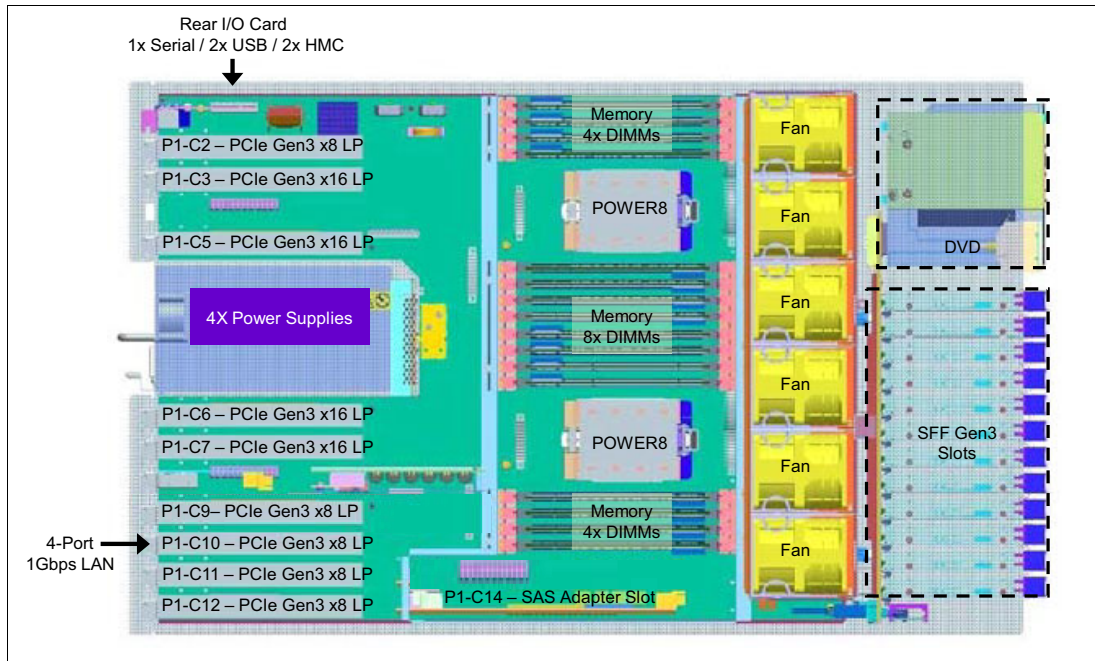 Rear I/O Card
1x Serial / 2x USB / 2x HMC
P1-C2 – PCIe Gen3 x8 LP
P1-C3 – PCIe Gen3 x16 LP
P1-C5 – PCIe Gen3 x16 LP
4X Power Supplies
P1-C6 – PCIe Gen3 x16 LP
P1-C7 – PCIe Gen3 x16 LP
P1-C9– PCIe Gen3 x8 LP
4-Port
1Gbps LAN
P1-C10 – PCIe Gen3 x8 LP
P1-C11 – PCIe Gen3 x8 LP
P1-C12 – PCIe Gen3 x8 LP
Memory
4x DIMMs
POWER8
Memory
8x DIMMs
POWER8
Memory
4x DIMMs
P1-C14 – SAS Adapter Slot
Fan
Fan
Fan
Fan
Fan
Fan
DVD
SFF Gen3
Slots